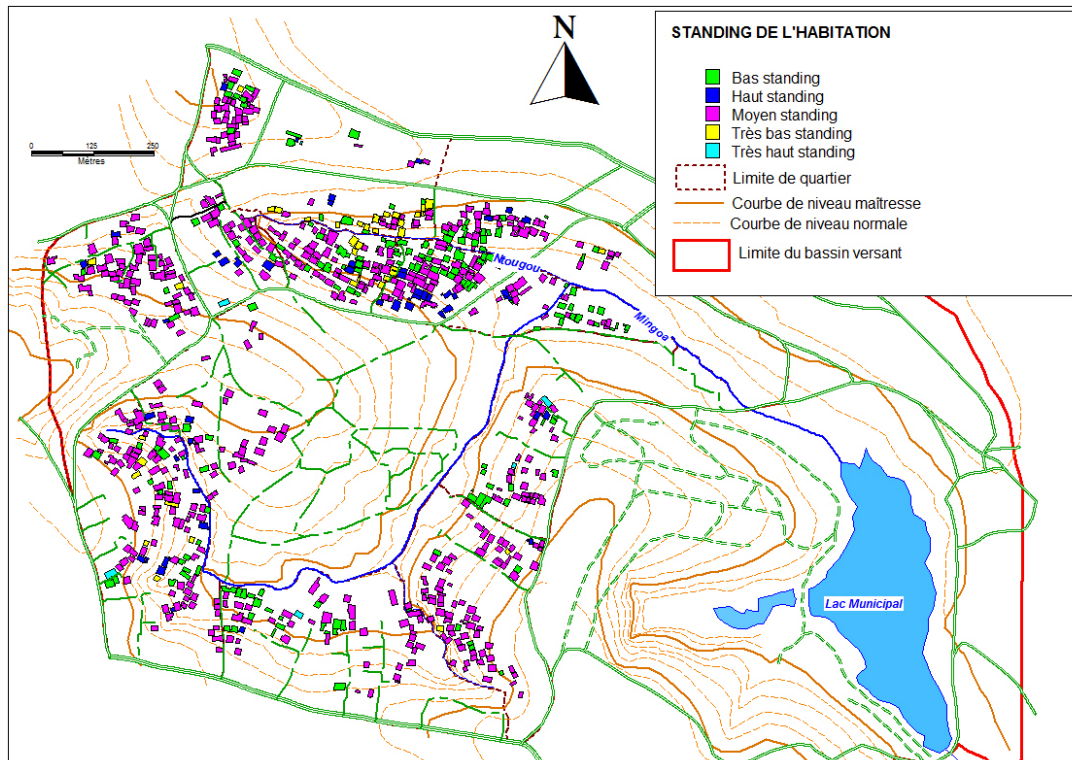 N
STANDING DE L'HABITATION
Bas standing
Haut standing
Moyen standing
Très bas standing
Très haut standing
Limite de quartier
Courbe de niveau maîtresse
Courbe de niveau normale
Limite du bassin versant
0 125 250
Mètres
Ntougou
Mingoa
Lac Municipal